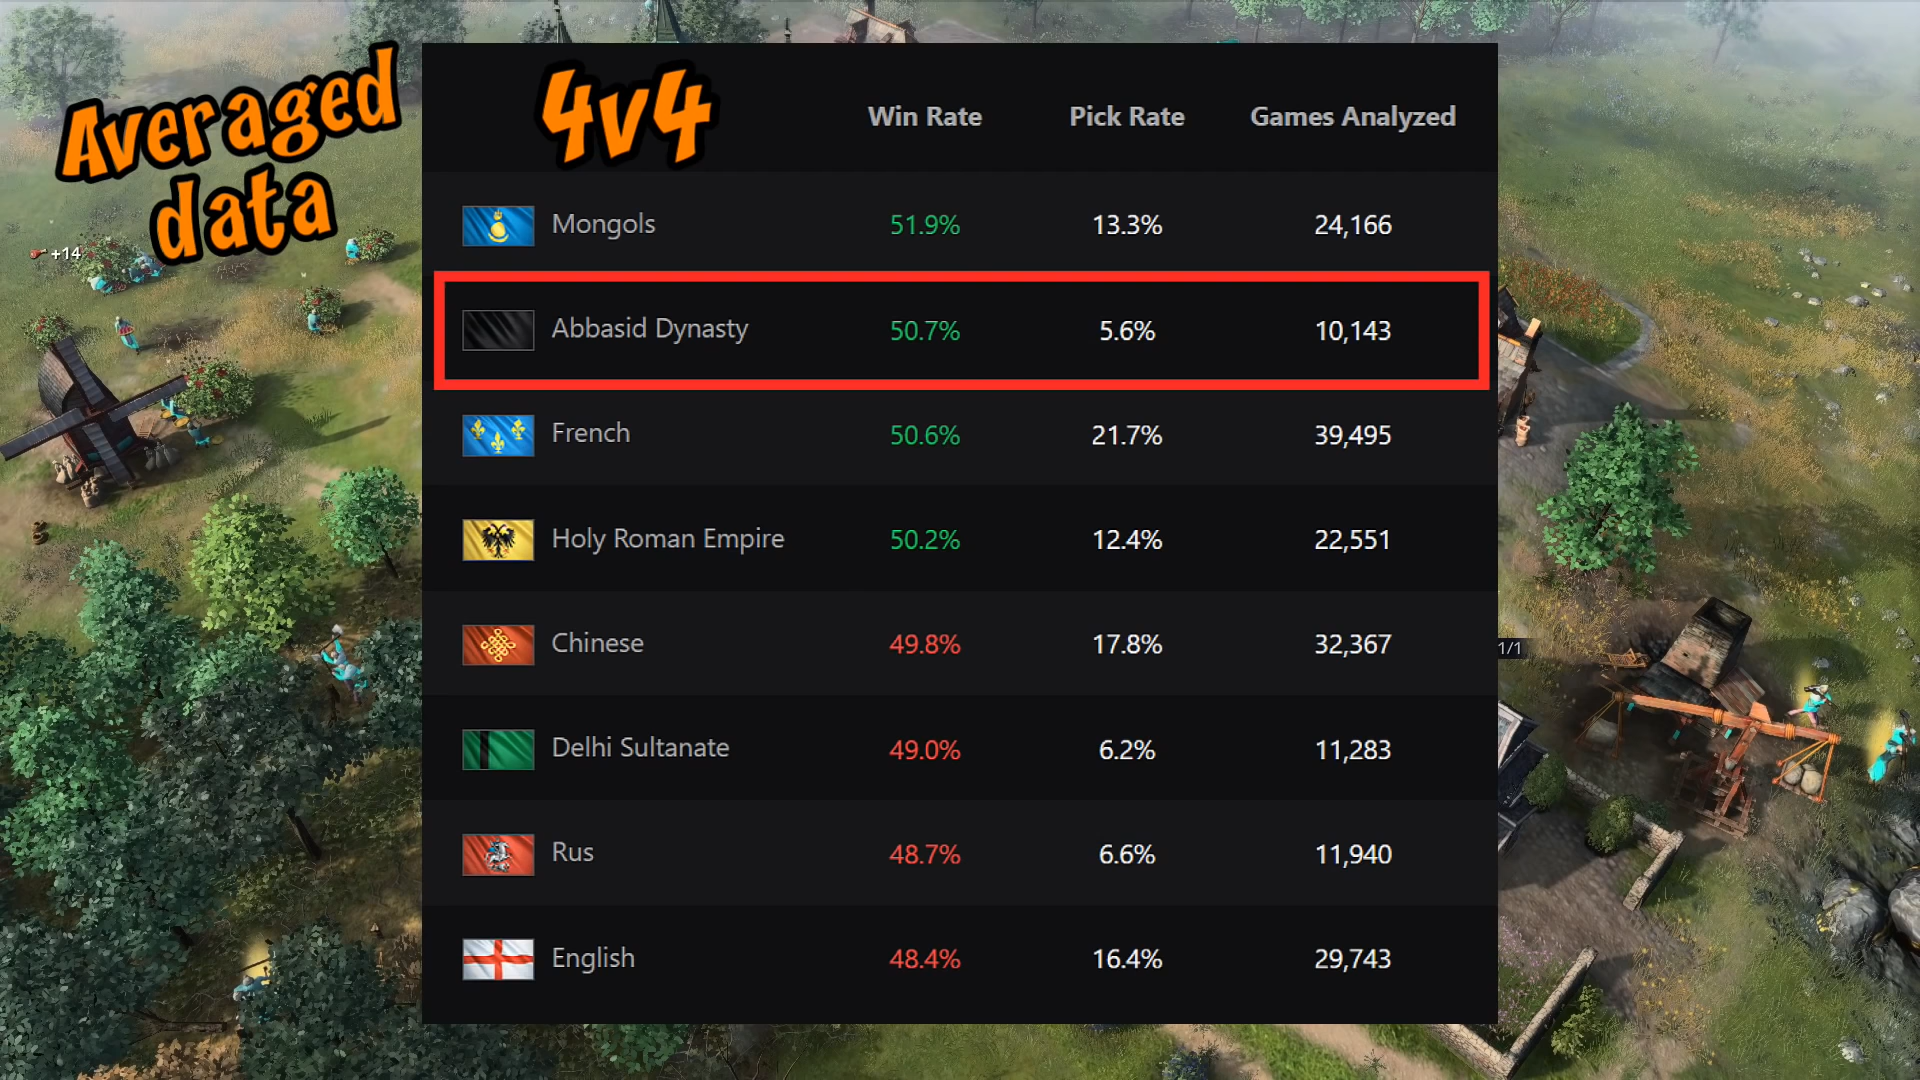 Averaged
data
4v4
Win Rate Pick Rate Games Analyzed
+14
Mongols 51.9% 13.3% 24,166
Abbasid Dynasty 50.7% 5.6% 10,143
French 50.6% 21.7% 39,495
Holy Roman Empire 50.2% 12.4% 22,551
Chinese 49.8% 17.8% 32,367
1/1
Delhi Sultanate 49.0% 6.2% 11,283
Rus 48.7% 6.6% 11,940
English 48.4% 16.4% 29,743